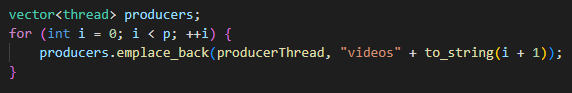 vector<thread> producers;
for (int i = 0; i < p; ++i) {
    producers.emplace_back(producerThread, "videos" + to_string(i + 1));
}